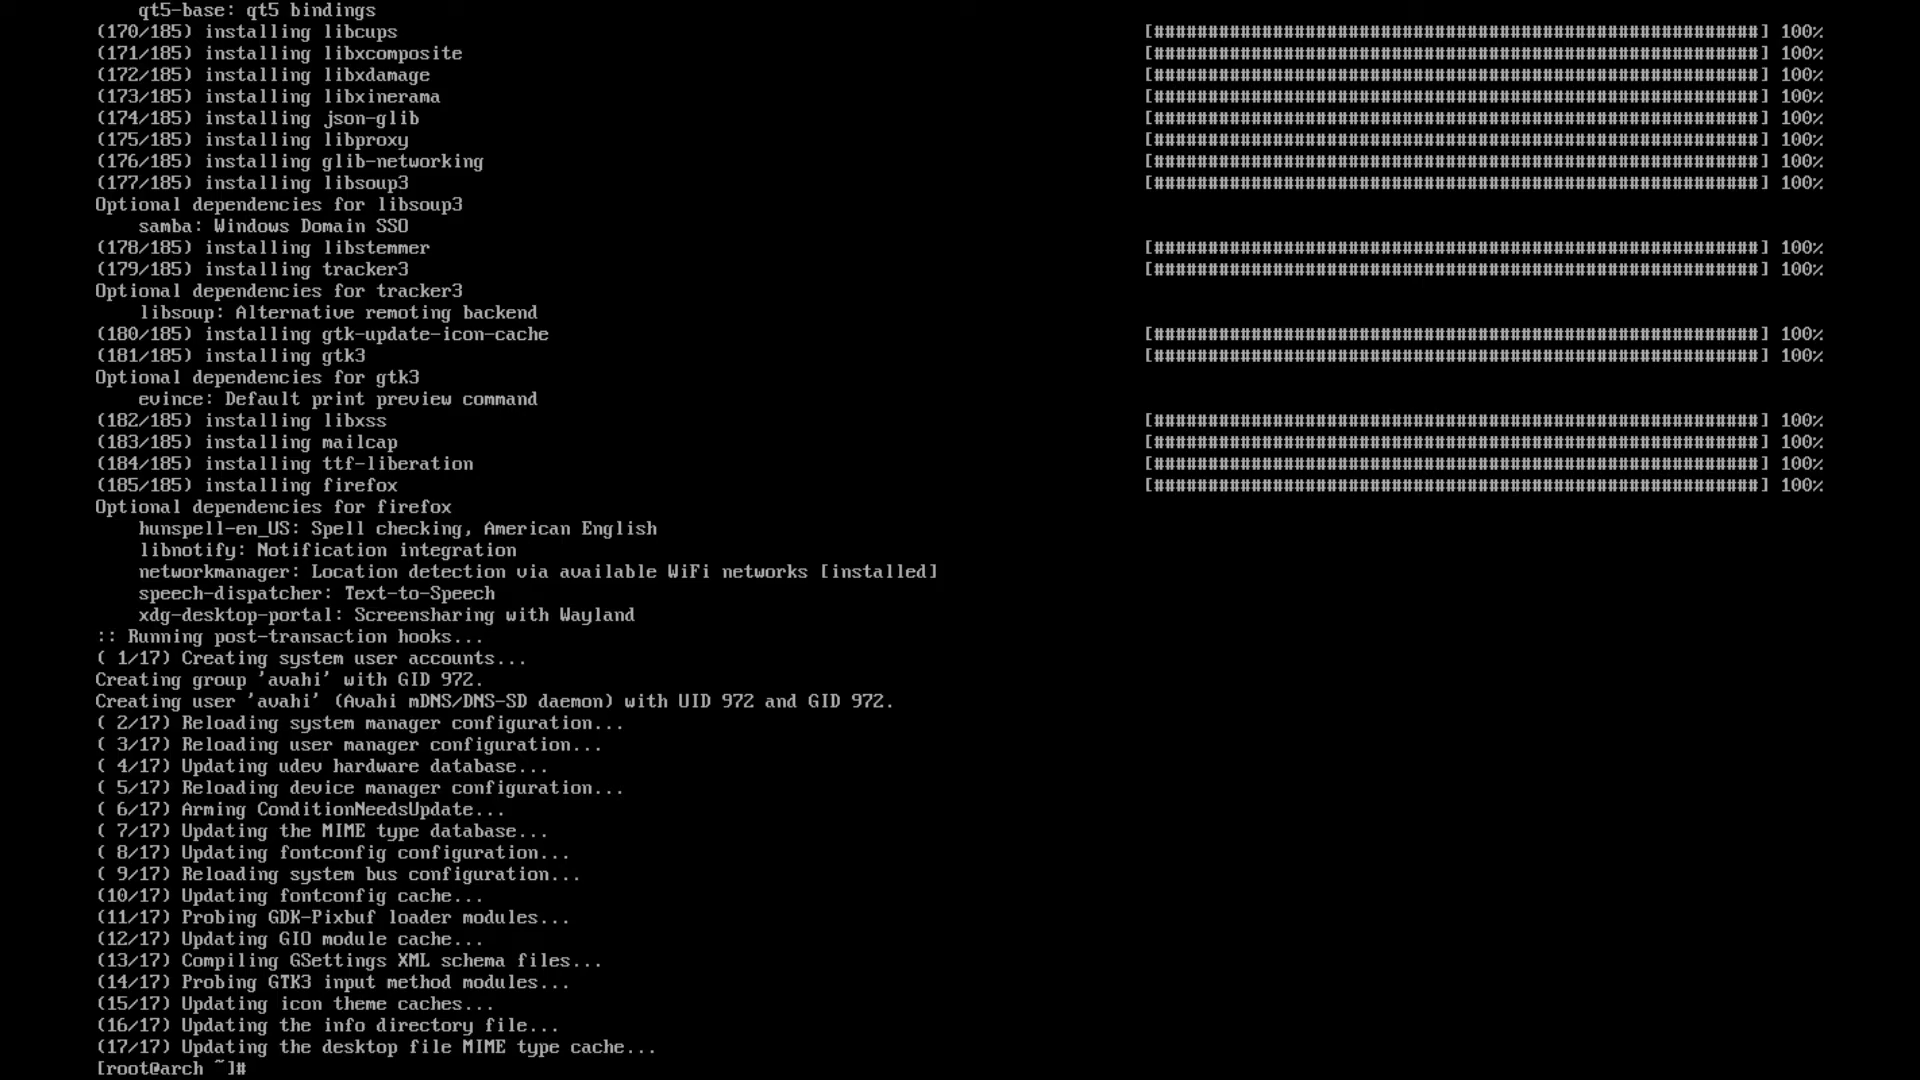 qt5-base: qt5 bindings
(170/185) installing libcups [########################################################] 100%
(171/185) installing libxcomposite [########################################################] 100%
(172/185) installing libxdamage [########################################################] 100%
(173/185) installing libxinerama [########################################################] 100%
(174/185) installing json-glib [########################################################] 100%
(175/185) installing libproxy [########################################################] 100%
(176/185) installing glib-networking [########################################################] 100%
(177/185) installing libsoup3 [########################################################] 100%
Optional dependencies for libsoup3
samba: Windows Domain SSO
(178/185) installing libstemmer [########################################################] 100%
(179/185) installing tracker3 [########################################################] 100%
Optional dependencies for tracker3
libsoup: Alternative remoting backend
(180/185) installing gtk-update-icon-cache [########################################################] 100%
(181/185) installing gtk3 [########################################################] 100%
Optional dependencies for gtk3
evince: Default print preview command
(182/185) installing libxss [########################################################] 100%
(183/185) installing mailcap [########################################################] 100%
(184/185) installing ttf-liberation [########################################################] 100%
(185/185) installing firefox [########################################################] 100%
Optional dependencies for firefox
hunspell-en_US: Spell checking, American English
libnotify: Notification integration
networkmanager: Location detection via available WiFi networks [installed]
speech-dispatcher: Text-to-Speech
xdg-desktop-portal: Screensharing with Wayland
:: Running post-transaction hooks...
( 1/17) Creating system user accounts...
Creating group 'avahi' with GID 972.
Creating user 'avahi' (Avahi mDNS/DNS-SD daemon) with UID 972 and GID 972.
( 2/17) Reloading system manager configuration...
( 3/17) Reloading user manager configuration...
( 4/17) Updating udev hardware database...
( 5/17) Reloading device manager configuration...
( 6/17) Arming ConditionNeedsUpdate...
( 7/17) Updating the MIME type database...
( 8/17) Updating fontconfig configuration...
( 9/17) Reloading system bus configuration...
(10/17) Updating fontconfig cache...
(11/17) Probing GDK-Pixbuf loader modules...
(12/17) Updating GIO module cache...
(13/17) Compiling GSettings XML schema files...
(14/17) Probing GTK3 input method modules...
(15/17) Updating icon theme caches...
(16/17) Updating the info directory file...
(17/17) Updating the desktop file MIME type cache...
[root@arch ~]#